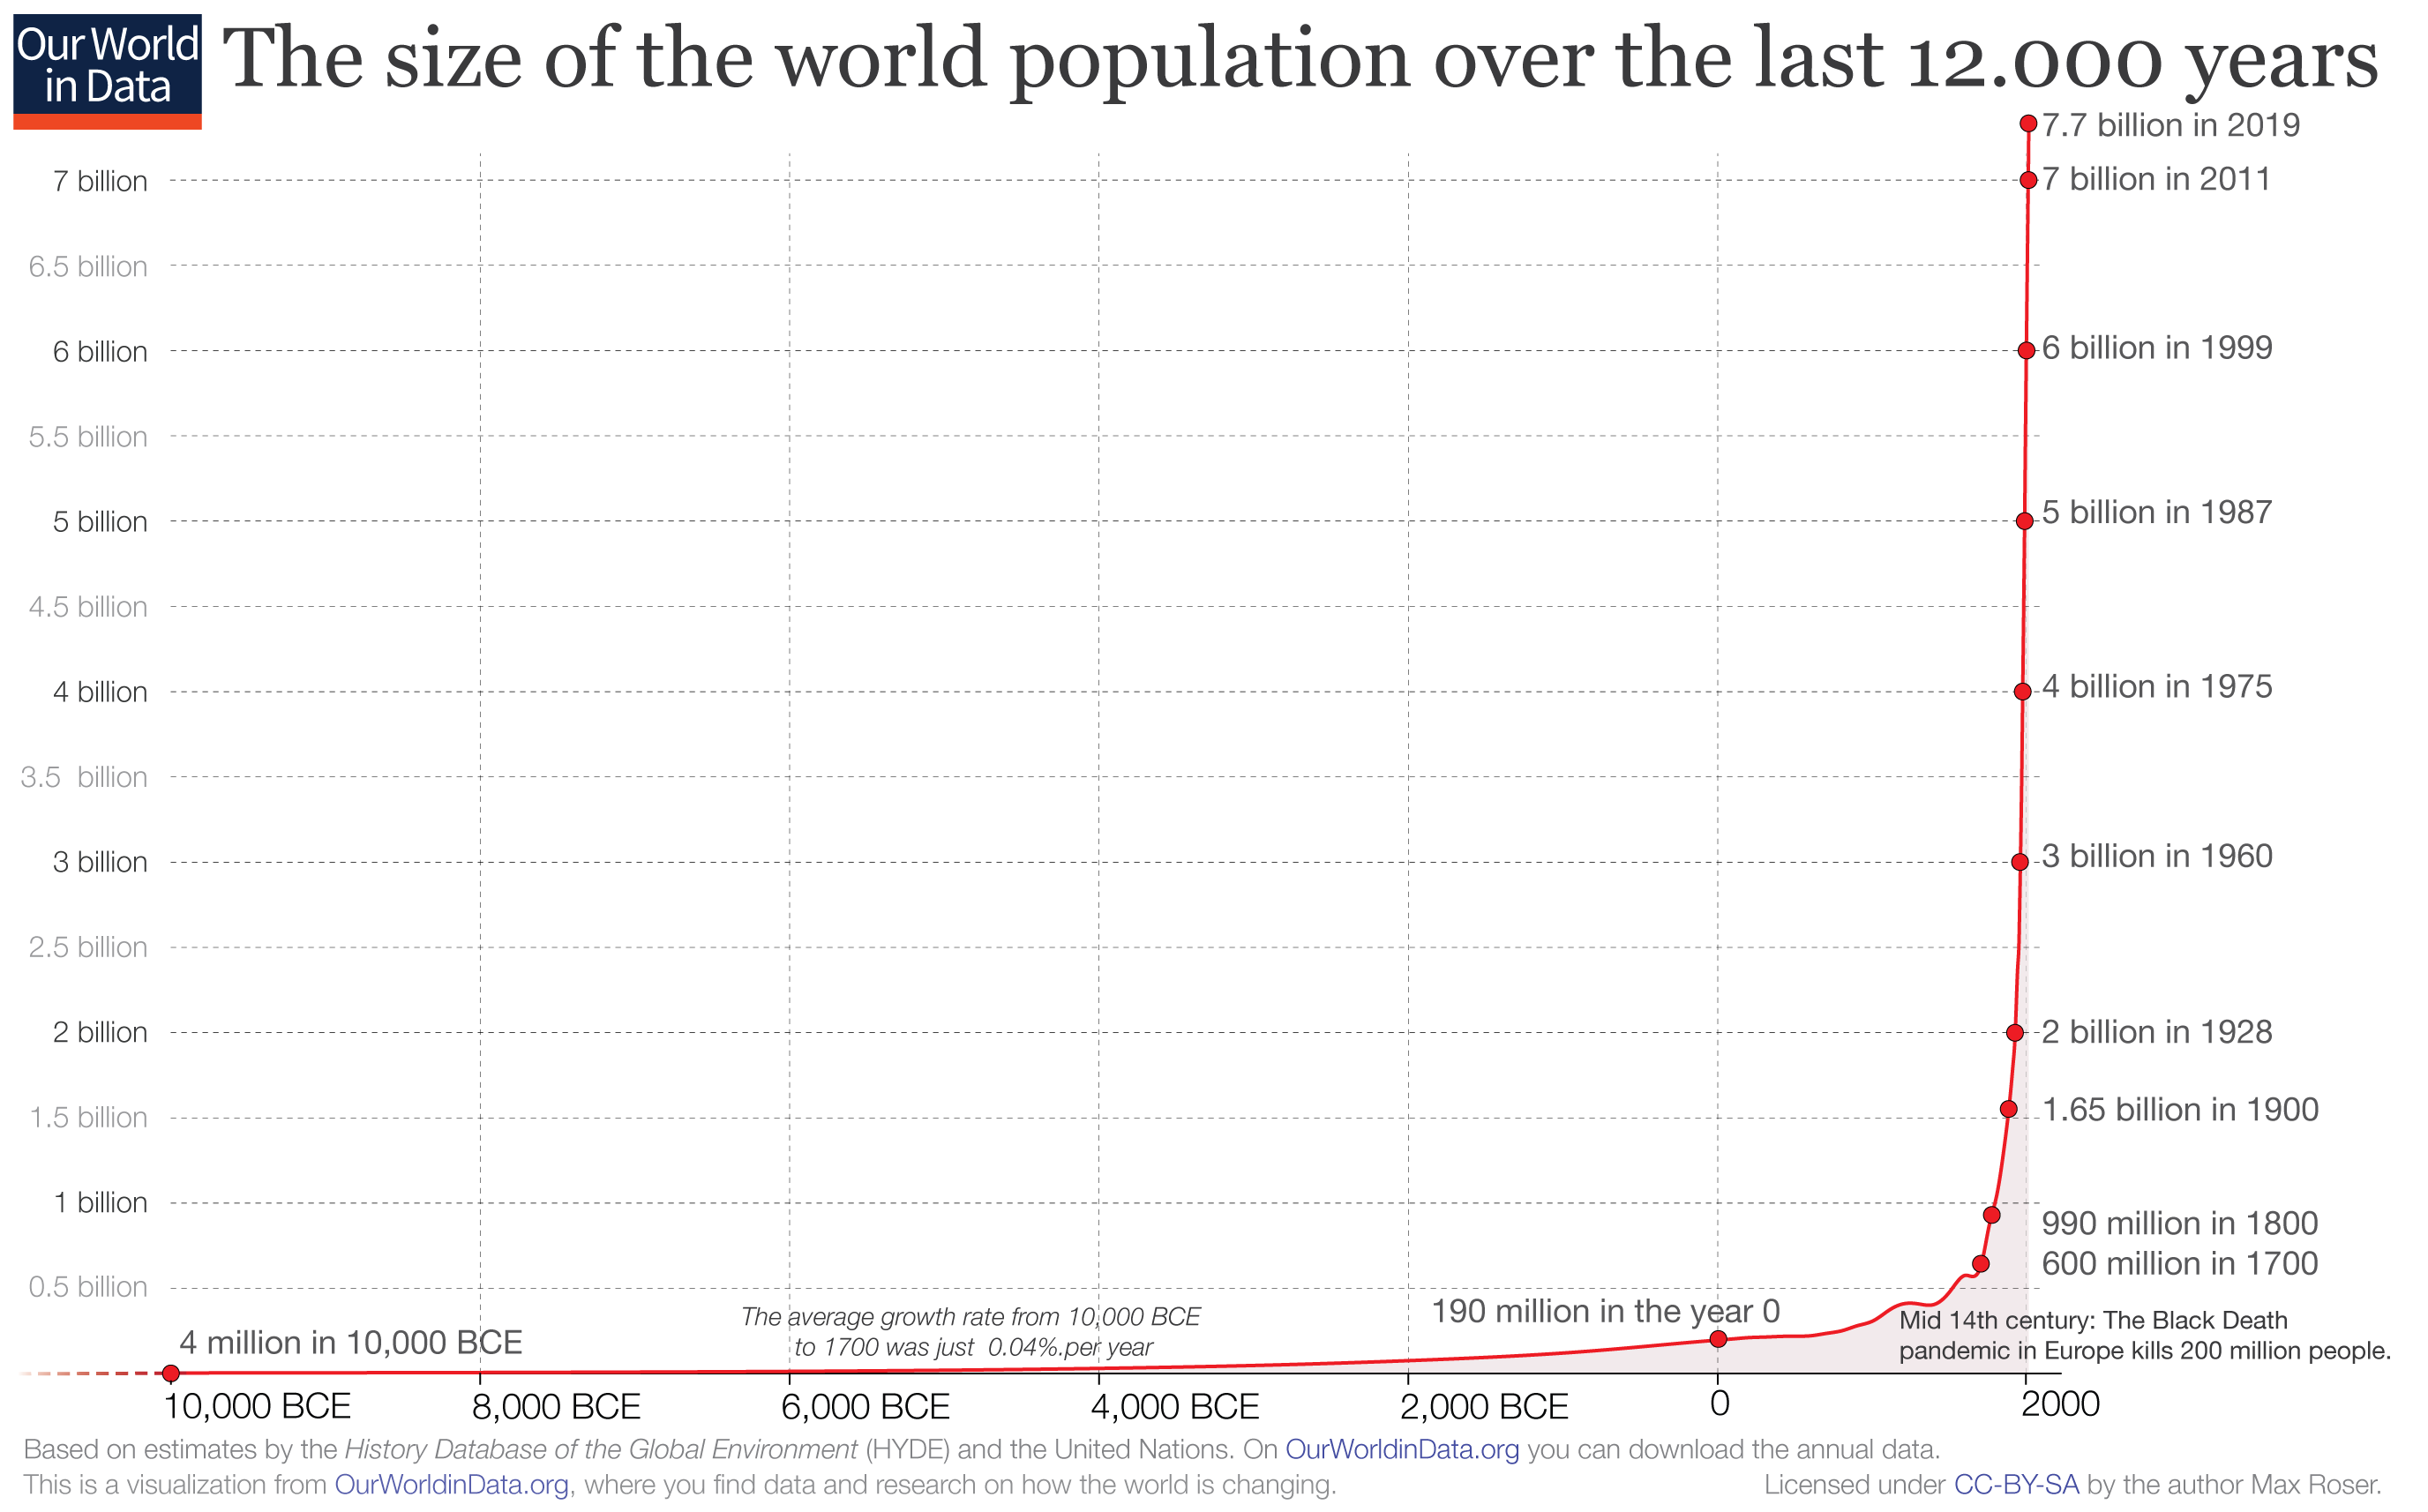 Our World
in Data
The size of the world population over the last 12.000 years
7.7 billion in 2019
7 billion
7 billion in 2011
6.5 billion
6 billion
6 billion in 1999
5.5 billion
5 billion
5 billion in 1987
4.5 billion
4 billion
4 billion in 1975
3.5 billion
3 billion
3 billion in 1960
2.5 billion
2 billion
2 billion in 1928
1.5 billion
1.65 billion in 1900
1 billion
990 million in 1800
600 million in 1700
0.5 billion
4 million in 10,000 BCE
The average growth rate from 10,000 BCE
to 1700 was just 0.04%.per year
190 million in the year 0
Mid 14th century: The Black Death
pandemic in Europe kills 200 million people.
10,000 BCE
8,000 BCE
6,000 BCE
4,000 BCE
2,000 BCE
0
2000
Based on estimates by the History Database of the Global Environment (HYDE) and the United Nations. On OurWorldinData.org you can download the annual data.
This is a visualization from OurWorldinData.org, where you find data and research on how the world is changing.
Licensed under CC-BY-SA by the author Max Roser.